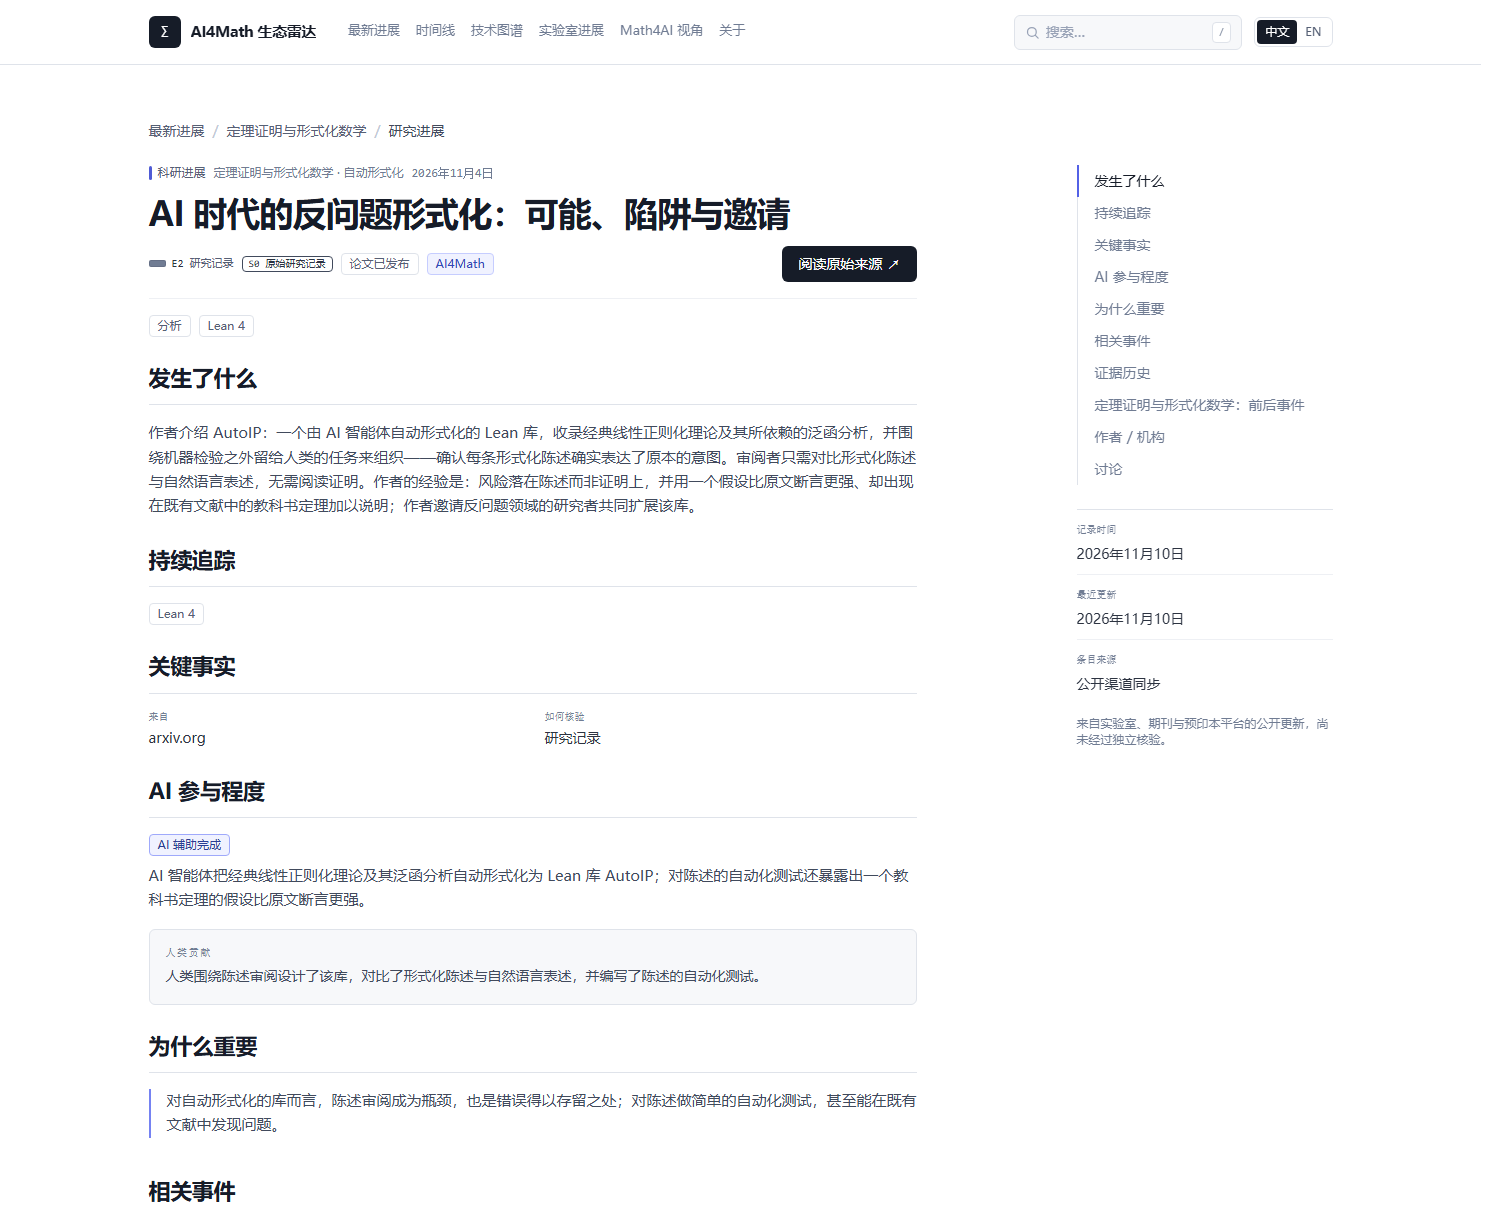 Σ AI4Math 生态雷达 最新进展 时间线 技术图谱 实验室进展 Math4AI 视角 关于 搜索... / 中文 EN
最新进展 / 定理证明与形式化数学 / 研究进展
科研进展 定理证明与形式化数学 · 自动形式化 2026年11月4日
AI 时代的反问题形式化：可能、陷阱与邀请
E2 研究记录 S0 原始研究记录 论文已发布 AI4Math 阅读原始来源 ↗
分析 Lean 4
发生了什么
作者介绍 AutoIP：一个由 AI 智能体自动形式化的 Lean 库，收录经典线性正则化理论及其所依赖的泛函分析，并围
绕机器检验之外留给人类的任务来组织——确认每条形式化陈述确实表达了原本的意图。审阅者只需对比形式化陈述
与自然语言表述，无需阅读证明。作者的经验是：风险落在陈述而非证明上，并用一个假设比原文断言更强、却出现
在既有文献中的教科书定理加以说明；作者邀请反问题领域的研究者共同扩展该库。
持续追踪
Lean 4
关键事实
来自 如何核验
arxiv.org 研究记录
AI 参与程度
AI 辅助完成
AI 智能体把经典线性正则化理论及其泛函分析自动形式化为 Lean 库 AutoIP；对陈述的自动化测试还暴露出一个教
科书定理的假设比原文断言更强。
人类贡献
人类围绕陈述审阅设计了该库，对比了形式化陈述与自然语言表述，并编写了陈述的自动化测试。
为什么重要
对自动形式化的库而言，陈述审阅成为瓶颈，也是错误得以存留之处；对陈述做简单的自动化测试，甚至能在既有
文献中发现问题。
相关事件
发生了什么
持续追踪
关键事实
AI 参与程度
为什么重要
相关事件
证据历史
定理证明与形式化数学：前后事件
作者 / 机构
讨论
记录时间
2026年11月10日
最近更新
2026年11月10日
条目来源
公开渠道同步
来自实验室、期刊与预印本平台的公开更新，尚
未经过独立核验。